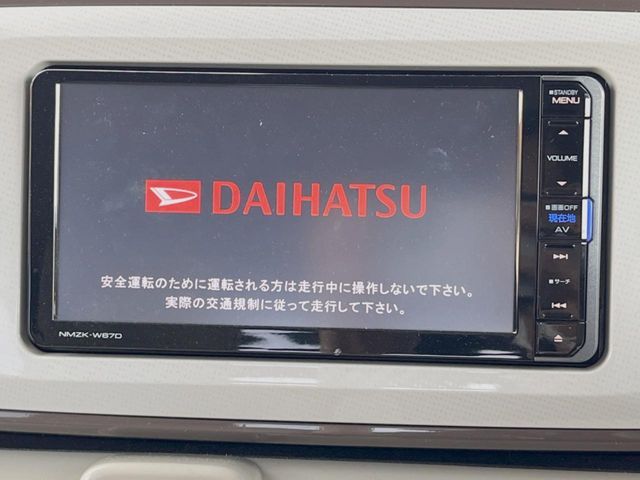 DAIHATSU
安全運転のために運転される方は走行中に操作しないで下さい。
実際の交通規制に従って走行して下さい。
NMZK-W67D
STANDBY
MENU
VOLUME
画面OFF
現在地
AV
サーチ